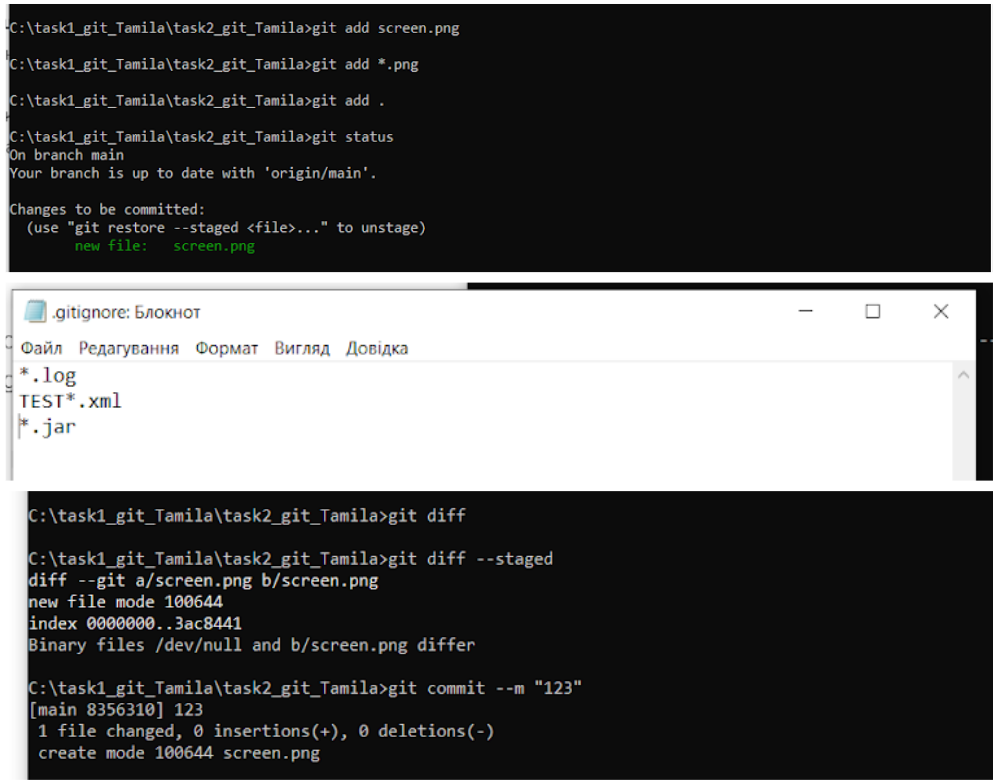 C:\task1_git_Tamila\task2_git_Tamila>git add screen.png
C:\task1_git_Tamila\task2_git_Tamila>git add *.png
C:\task1_git_Tamila\task2_git_Tamila>git add .
C:\task1_git_Tamila\task2_git_Tamila>git status
On branch main
Your branch is up to date with 'origin/main'.
Changes to be committed:
(use "git restore --staged <file>..." to unstage)
new file: screen.png
.gitignore: Блокнот
Файл Редагування Формат Вигляд Довідка
*.log
TEST*.xml
*.jar
C:\task1_git_Tamila\task2_git_Tamila>git diff
C:\task1_git_Tamila\task2_git_Tamila>git diff --staged
diff --git a/screen.png b/screen.png
new file mode 100644
index 0000000..3ac8441
Binary files /dev/null and b/screen.png differ
C:\task1_git_Tamila\task2_git_Tamila>git commit --m "123"
[main 8356310] 123
1 file changed, 0 insertions(+), 0 deletions(-)
create mode 100644 screen.png